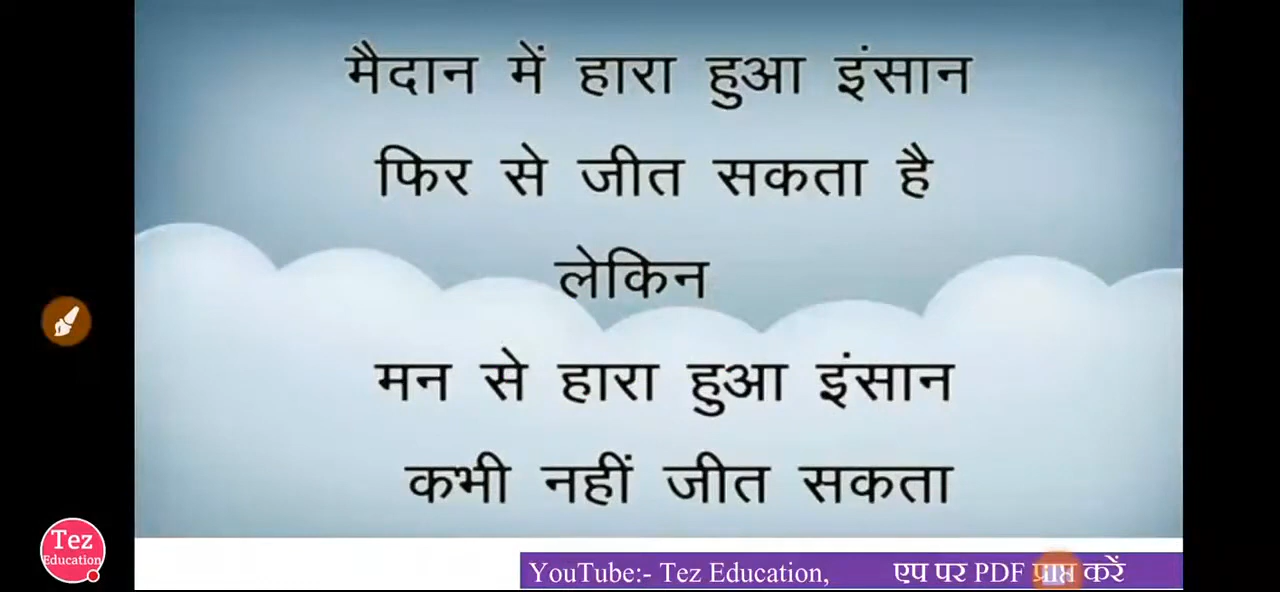 मैदान में हारा हुआ इंसान
फिर से जीत सकता है
लेकिन
मन से हारा हुआ इंसान
कभी नहीं जीत सकता
Tez
Education
YouTube:- Tez Education, एप पर PDF प्राप्त करें